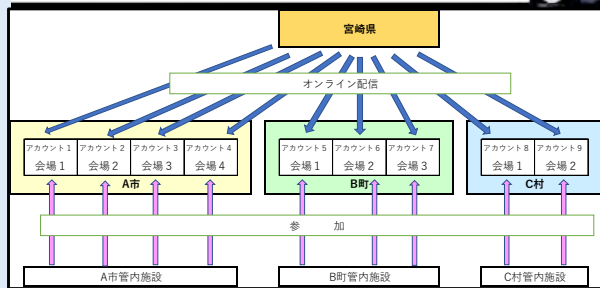 宮崎県
オンライン配信
アカウント1 アカウント2 アカウント3 アカウント4
会場1 会場2 会場3 会場4
A市
アカウント5 アカウント6 アカウント7
会場1 会場2 会場3
B町
アカウント8 アカウント9
会場1 会場2
C村
参　加
A市管内施設
B町管内施設
C村管内施設